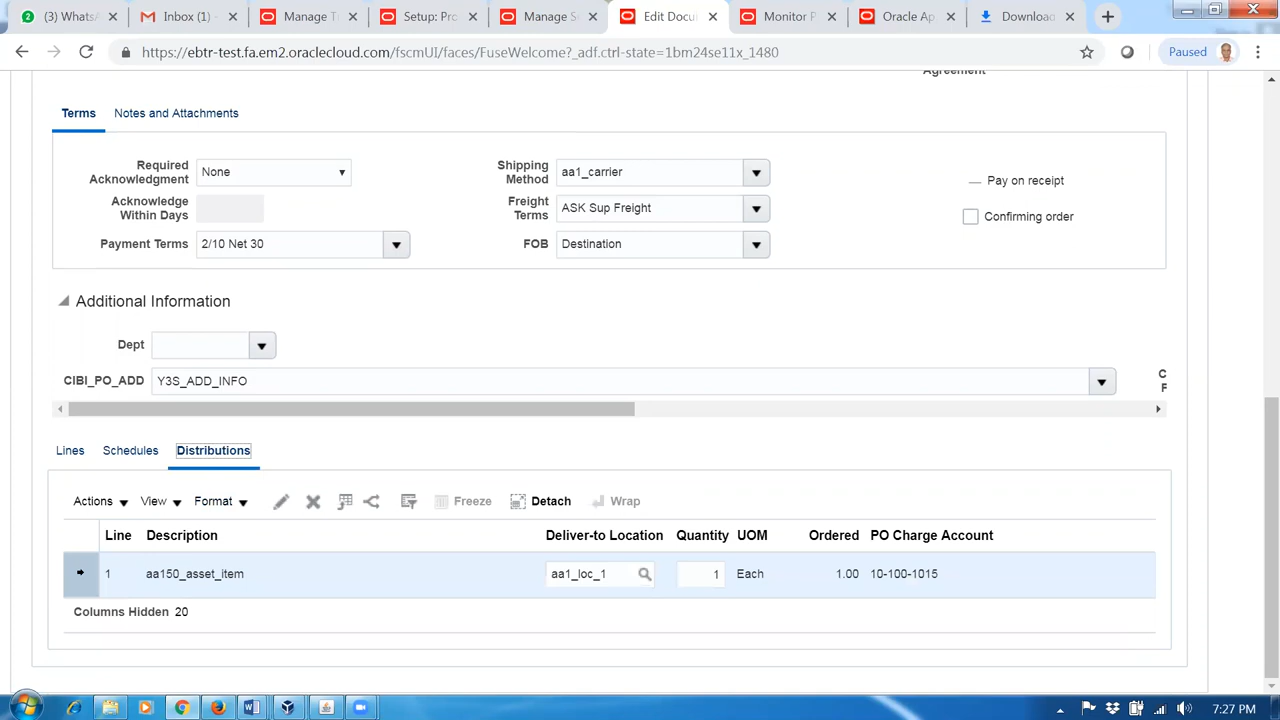 (3) WhatsA
Inbox (1) -
Manage T
Setup: Pro
Manage S
Edit Docu
Monitor P
Oracle Ap
Download
https://ebtr-test.fa.em2.oraclecloud.com/fscmUI/faces/FuseWelcome?_adf.ctrl-state=1bm24se11x_1480
Paused
Agreement
Terms Notes and Attachments
Required Acknowledgment None
Shipping Method aa1_carrier
Pay on receipt
Acknowledge Within Days
Freight Terms ASK Sup Freight
Confirming order
Payment Terms 2/10 Net 30
FOB Destination
Additional Information
Dept
CIBI_PO_ADD Y3S_ADD_INFO
Lines Schedules Distributions
Actions View Format Freeze Detach Wrap
Line Description Deliver-to Location Quantity UOM Ordered PO Charge Account
1 aa150_asset_item aa1_loc_1 1 Each 1.00 10-100-1015
Columns Hidden 20
7:27 PM